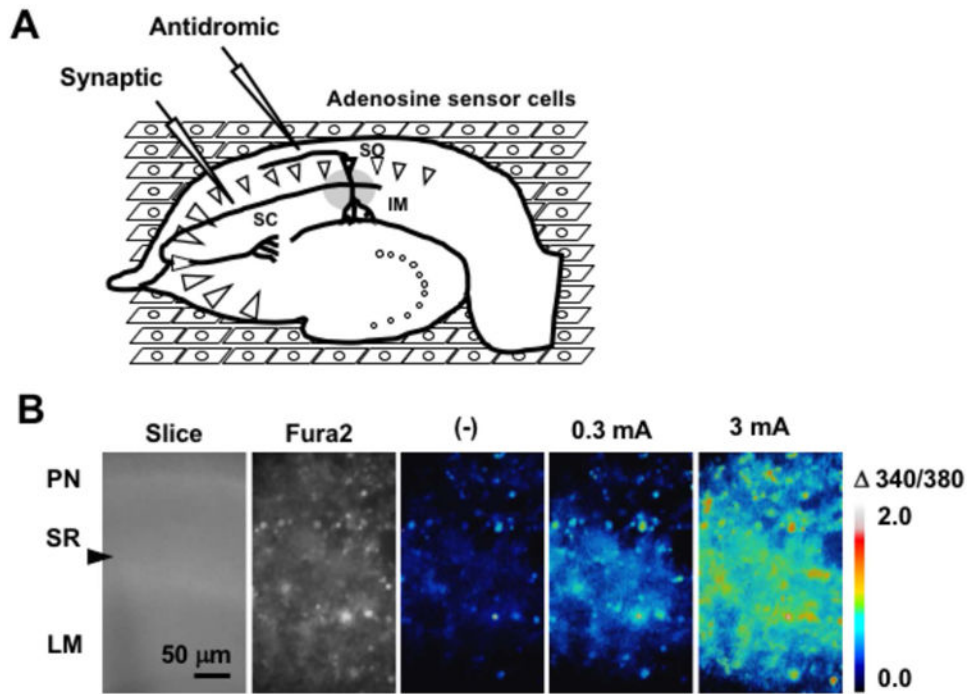 A
Antidromic
Synaptic
Adenosine sensor cells
SO
SC
IM
B
Slice Fura2 (-) 0.3 mA 3 mA
PN
SR
LM
50 μm
Δ 340/380
2.0
0.0